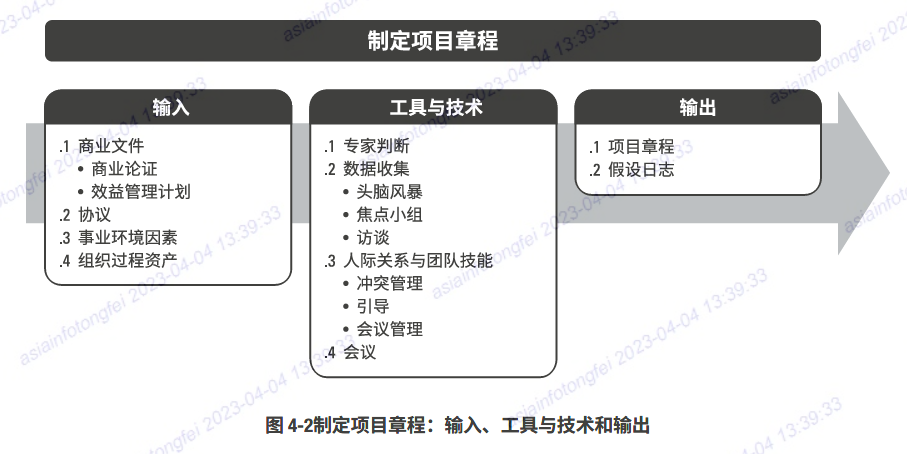 制定项目章程
输入
.1 商业文件
• 商业论证
• 效益管理计划
.2 协议
.3 事业环境因素
.4 组织过程资产
工具与技术
.1 专家判断
.2 数据收集
• 头脑风暴
• 焦点小组
• 访谈
.3 人际关系与团队技能
• 冲突管理
• 引导
• 会议管理
.4 会议
输出
.1 项目章程
.2 假设日志
图 4-2制定项目章程：输入、工具与技术和输出
asiainfotongfei 2023-04-04 13:39:33